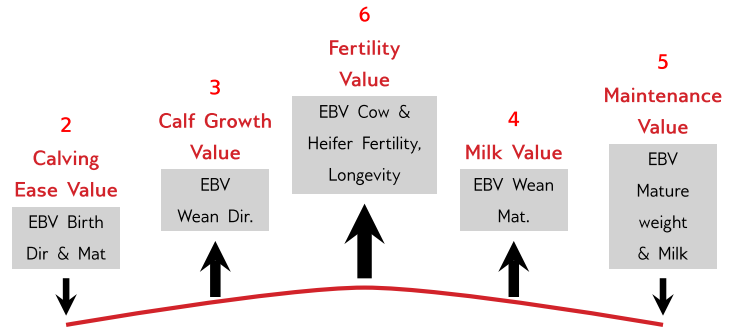 2
Calving
Ease Value
EBV Birth
Dir & Mat
3
Calf Growth
Value
EBV
Wean Dir.
6
Fertility
Value
EBV Cow &
Heifer Fertility,
Longevity
4
Milk Value
EBV Wean
Mat.
5
Maintenance
Value
EBV
Mature
weight
& Milk